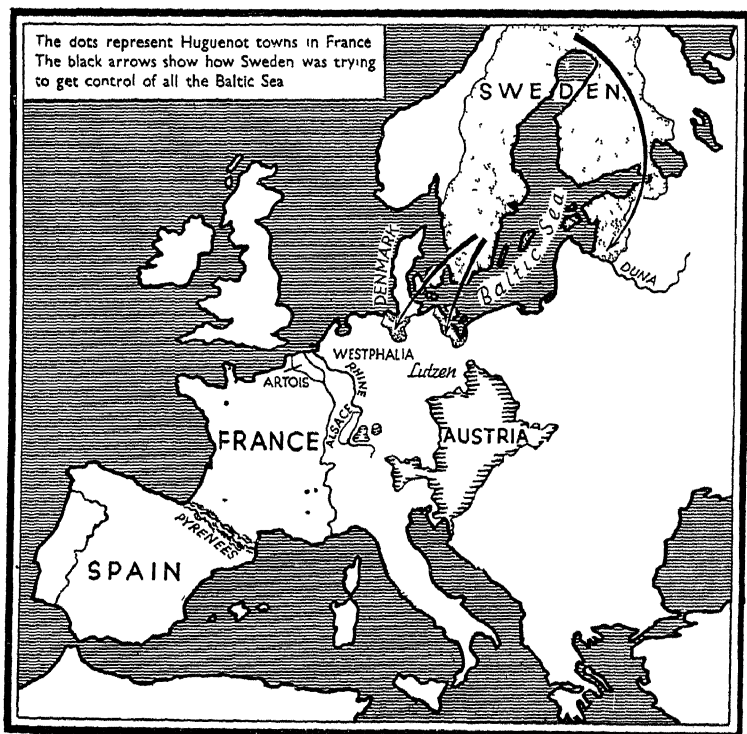 The dots represent Huguenot towns in France
The black arrows show how Sweden was trying
to get control of all the Baltic Sea
SWEDEN
DENMARK
Baltic Sea
DUNA
WESTPHALIA
Lutzen
ARTOIS
RHINE
ALSACE
FRANCE
AUSTRIA
PYRENEES
SPAIN